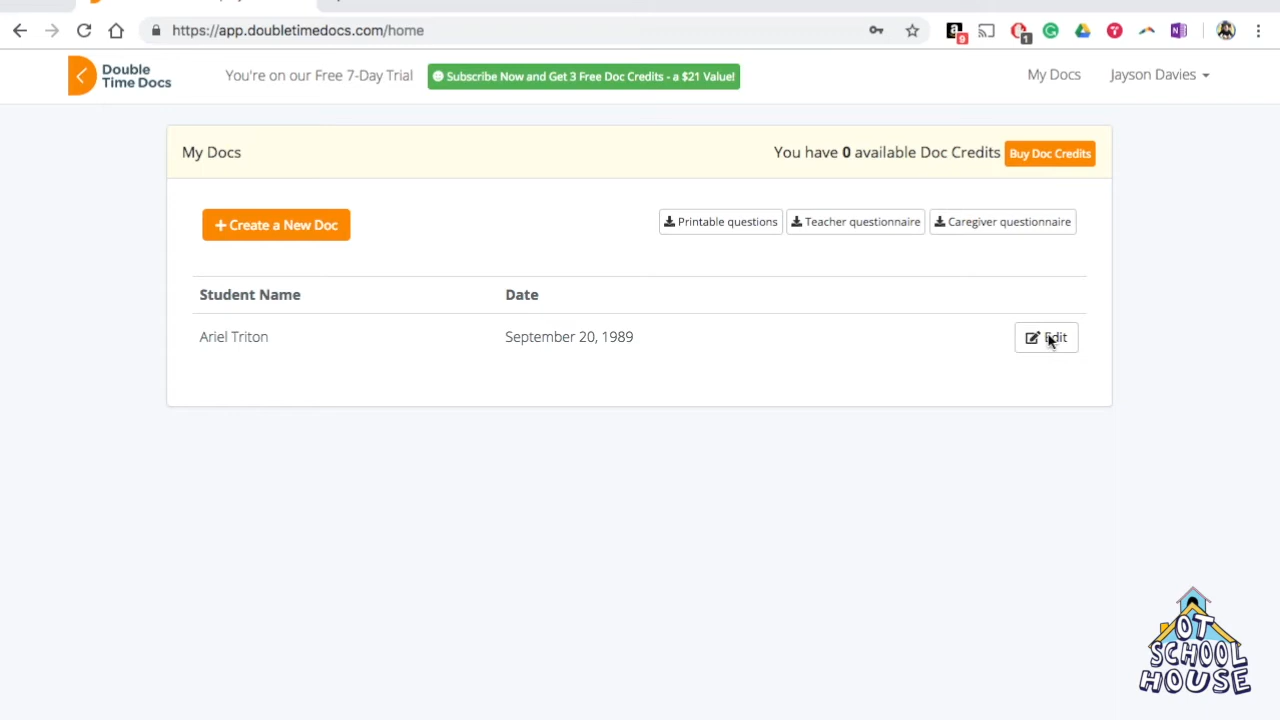 https://app.doubletimedocs.com/home
9
1
Double
Time Docs
You're on our Free 7-Day Trial
Subscribe Now and Get 3 Free Doc Credits - a $21 Value!
My Docs
Jayson Davies
My Docs
You have 0 available Doc Credits
Buy Doc Credits
+ Create a New Doc
Printable questions
Teacher questionnaire
Caregiver questionnaire
Student Name
Date
Ariel Triton
September 20, 1989
Edit
OT
SCHOOL
HOUSE